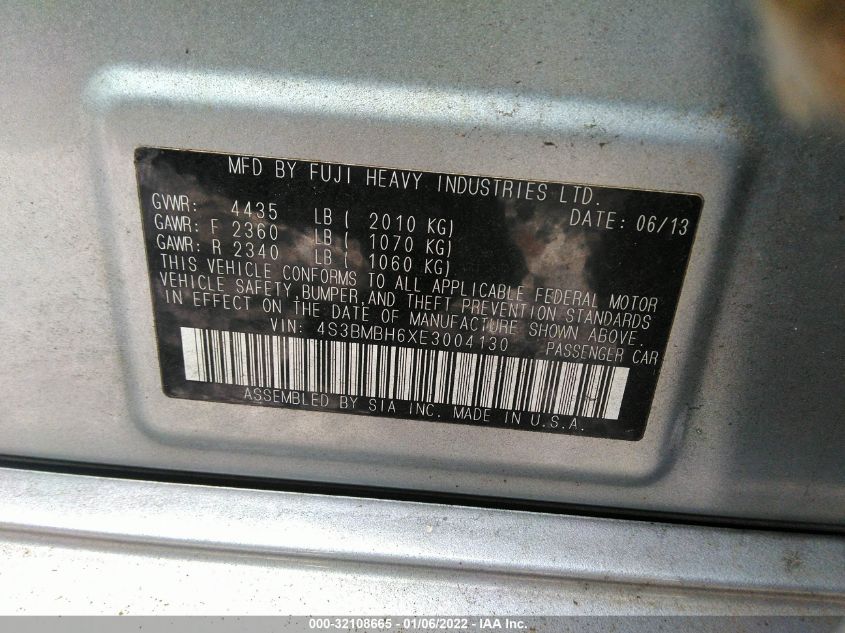 MFD BY FUJI HEAVY INDUSTRIES LTD.
GVWR: 4435 LB ( 2010 KG) DATE: 06/13
GAWR: F 2360 LB ( 1070 KG)
GAWR: R 2340 LB ( 1060 KG)
THIS VEHICLE CONFORMS TO ALL APPLICABLE FEDERAL MOTOR
VEHICLE SAFETY,BUMPER,AND THEFT PREVENTION STANDARDS
IN EFFECT ON THE DATE OF MANUFACTURE SHOWN ABOVE.
VIN: 4S3BMBH6XE3004130 PASSENGER CAR
ASSEMBLED BY SIA INC. MADE IN U.S.A.
000-32108665 - 01/06/2022 - IAA Inc.